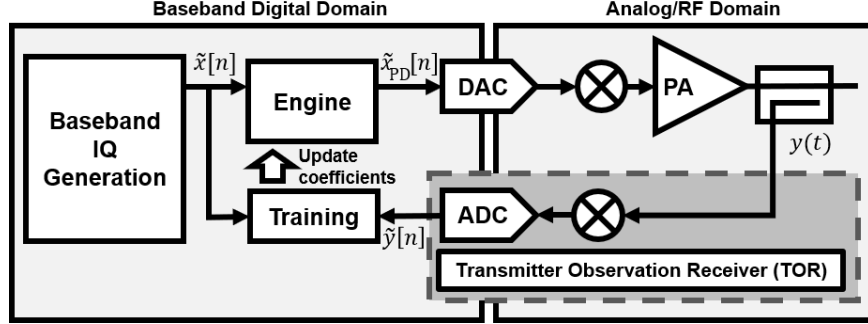 Baseband Digital Domain
Analog/RF Domain
x̃[n]
x̃PD[n]
Baseband
IQ
Generation
Engine
DAC
PA
y(t)
Update
coefficients
Training
ỹ[n]
ADC
Transmitter Observation Receiver (TOR)